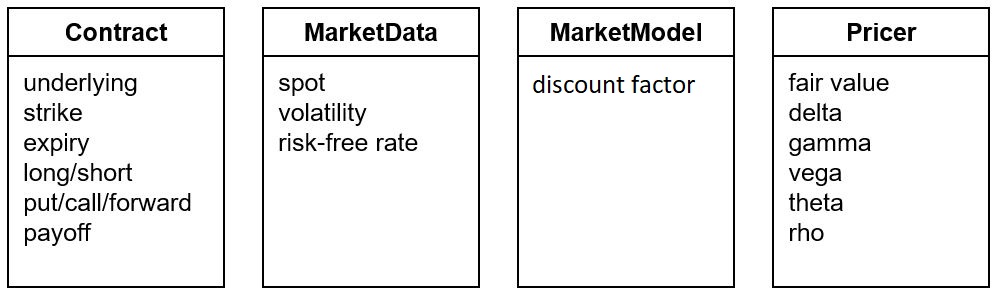 Contract
underlying
strike
expiry
long/short
put/call/forward
payoff
MarketData
spot
volatility
risk-free rate
MarketModel
discount factor
Pricer
fair value
delta
gamma
vega
theta
rho